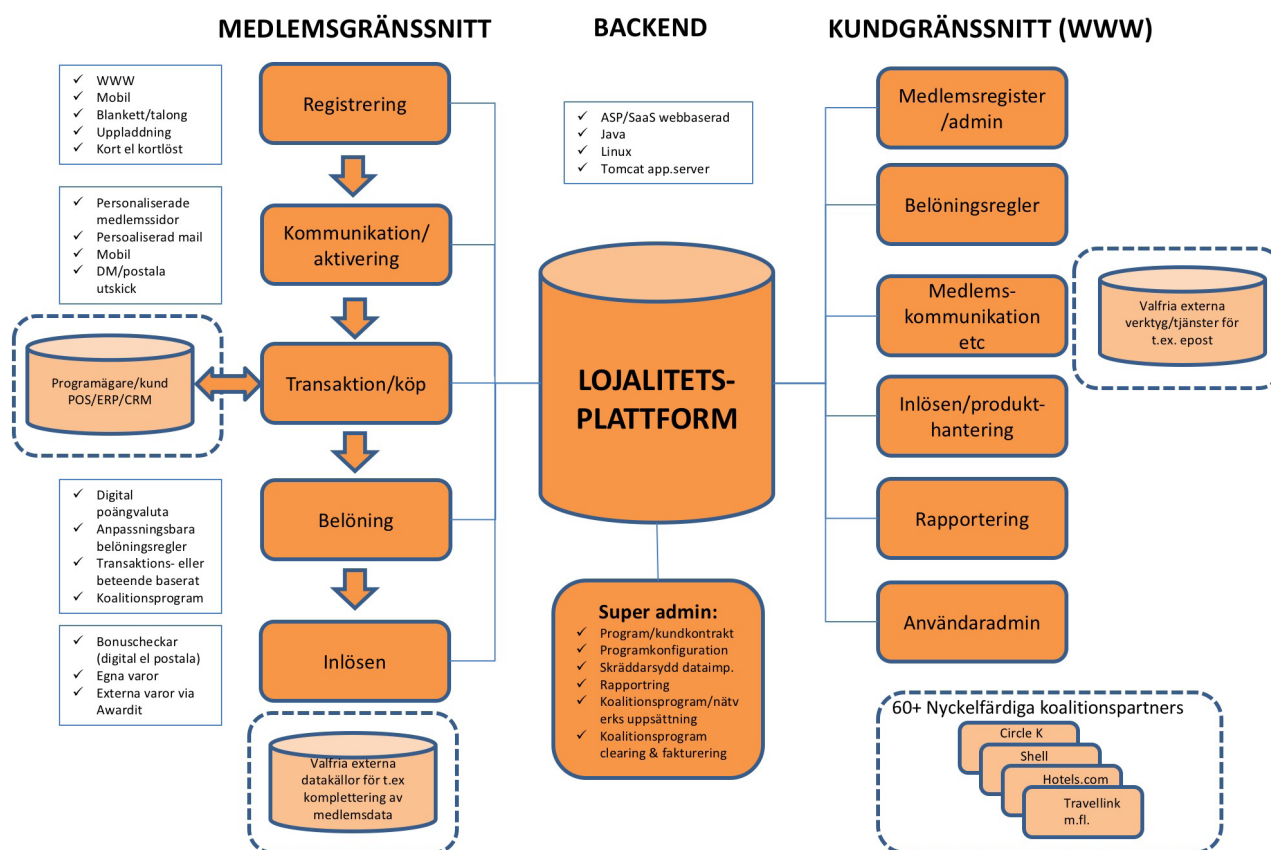 MEDLEMSGRÄNSSNITT
BACKEND
KUNDGRÄNSSNITT (WWW)
WWW
Mobil
Blankett/talong
Uppladdning
Kort el kortlöst
Registrering
Personaliserade
medlemssidor
Persoaliserad mail
Mobil
DM/postala
utskick
Kommunikation/
aktivering
Programägare/kund
POS/ERP/CRM
Transaktion/köp
Digital
poängvaluta
Anpassningsbara
belöningsregler
Transaktions- eller
beteende baserat
Koalitionsprogram
Belöning
Bonuscheckar
(digital el postala)
Egna varor
Externa varor via
Awardit
Inlösen
Valfria externa
datakällor för t.ex
komplettering av
medlemsdata
ASP/SaaS webbaserad
Java
Linux
Tomcat app.server
LOJALITETS-
PLATTFORM
Super admin:
Program/kundkontrakt
Programkonfiguration
Skräddarsydd dataimp.
Rapportring
Koalitionsprogram/nätv
erks uppsättning
Koalitionsprogram
clearing & fakturering
Medlemsregister
/admin
Belöningsregler
Medlems-
kommunikation
etc
Valfria externa
verktyg/tjänster för
t.ex. epost
Inlösen/produkt-
hantering
Rapportering
Användaradmin
60+ Nyckelfärdiga koalitionspartners
Circle K
Shell
Hotels.com
Travellink
m.fl.